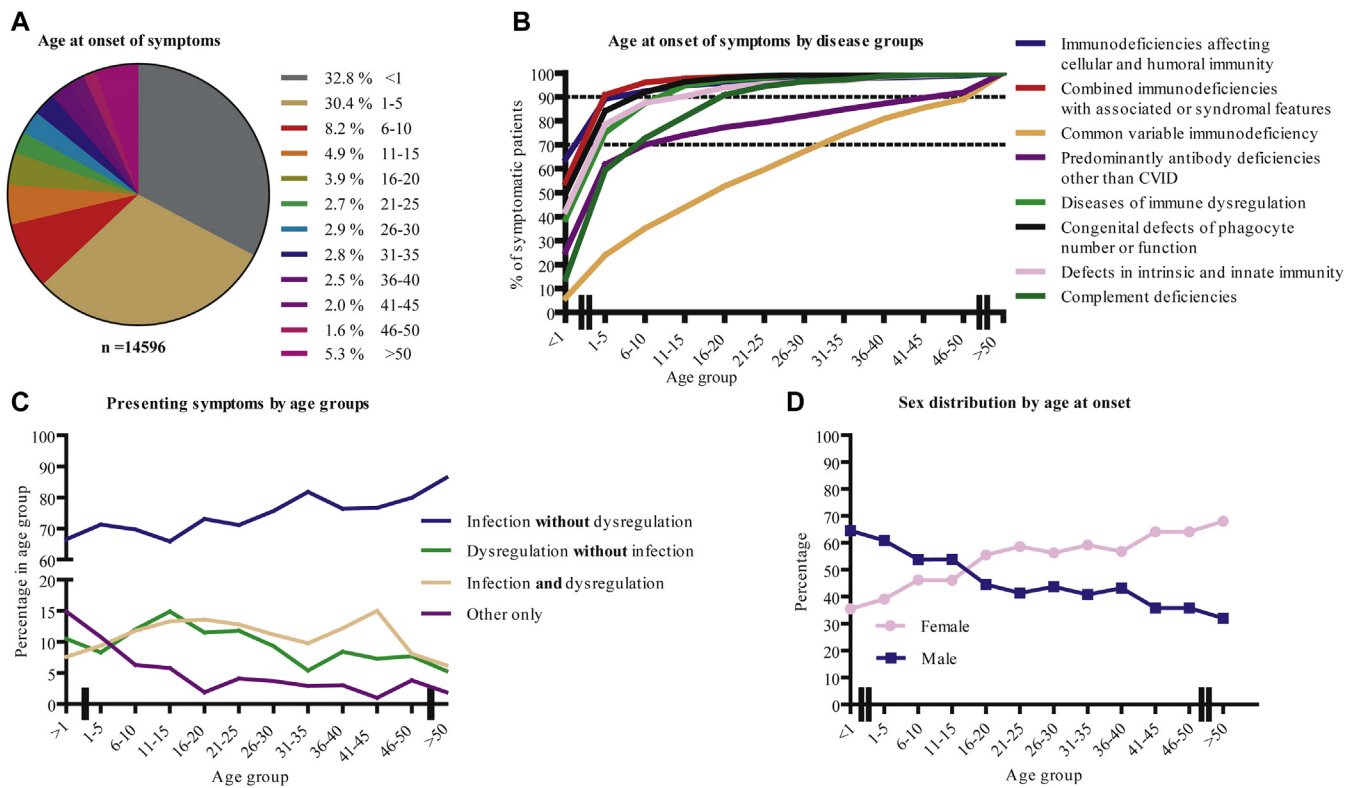 A
Age at onset of symptoms
32.8 % <1
30.4 % 1-5
8.2 % 6-10
4.9 % 11-15
3.9 % 16-20
2.7 % 21-25
2.9 % 26-30
2.8 % 31-35
2.5 % 36-40
2.0 % 41-45
1.6 % 46-50
5.3 % >50
n =14596
B
Age at onset of symptoms by disease groups
% of symptomatic patients
100
90
80
70
60
50
40
30
20
10
0
<1
1-5
6-10
11-15
16-20
21-25
26-30
31-35
36-40
41-45
46-50
>50
Age group
Immunodeficiencies affecting
cellular and humoral immunity
Combined immunodeficiencies
with associated or syndromal features
Common variable immunodeficiency
Predominantly antibody deficiencies
other than CVID
Diseases of immune dysregulation
Congenital defects of phagocyte
number or function
Defects in intrinsic and innate immunity
Complement deficiencies
C
Presenting symptoms by age groups
Percentage in age group
100
90
80
70
60
20
15
10
5
0
>1
1-5
6-10
11-15
16-20
21-25
26-30
31-35
36-40
41-45
46-50
>50
Age group
Infection without dysregulation
Dysregulation without infection
Infection and dysregulation
Other only
D
Sex distribution by age at onset
Percentage
100
90
80
70
60
50
40
30
20
10
0
Female
Male
<1
1-5
6-10
11-15
16-20
21-25
26-30
31-35
36-40
41-45
46-50
>50
Age group